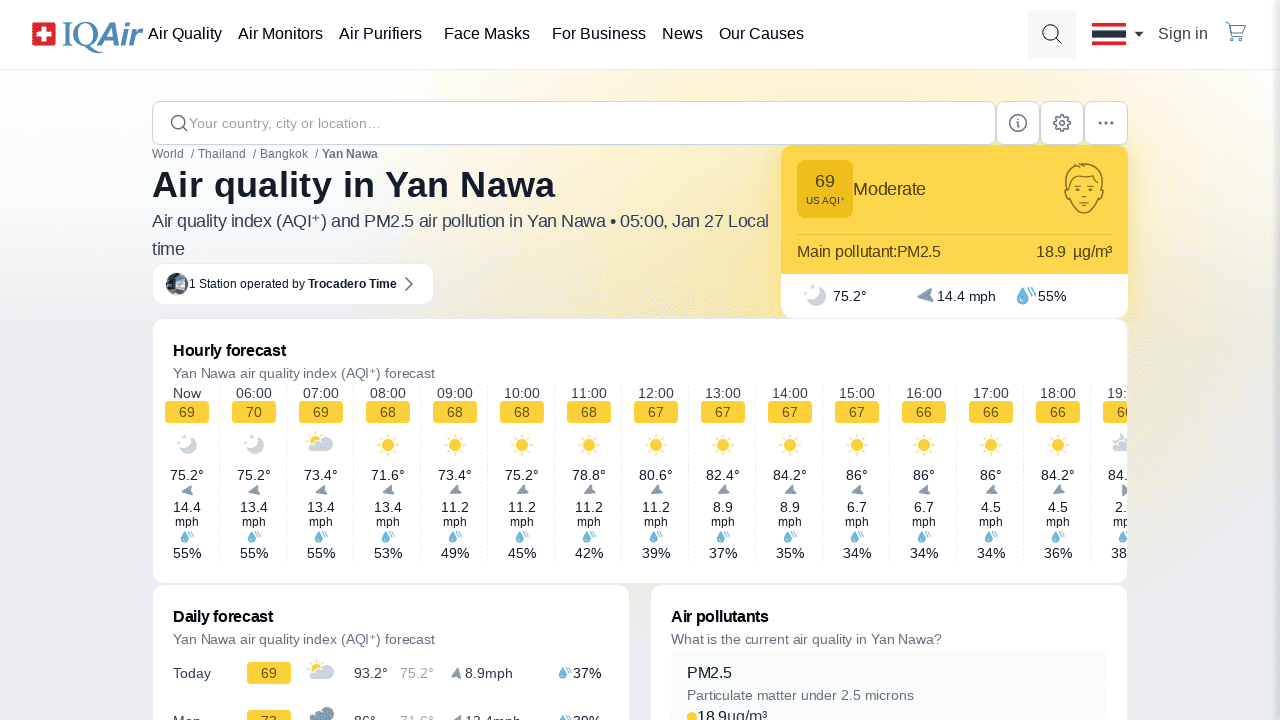 IQAir Air Quality Air Monitors Air Purifiers Face Masks For Business News Our Causes Sign in
Your country, city or location...
World / Thailand / Bangkok / Yan Nawa
Air quality in Yan Nawa
Air quality index (AQI⁺) and PM2.5 air pollution in Yan Nawa • 05:00, Jan 27 Local
time
1 Station operated by Trocadero Time
69
US AQI⁺
Moderate
Main pollutant: PM2.5 18.9 µg/m³
75.2° 14.4 mph 55%
Hourly forecast
Yan Nawa air quality index (AQI⁺) forecast
Now 06:00 07:00 08:00 09:00 10:00 11:00 12:00 13:00 14:00 15:00 16:00 17:00 18:00
69 70 69 68 68 68 68 67 67 67 67 66 66 66
75.2° 75.2° 73.4° 71.6° 73.4° 75.2° 78.8° 80.6° 82.4° 84.2° 86° 86° 86° 84.2°
14.4 13.4 13.4 13.4 11.2 11.2 11.2 11.2 8.9 8.9 6.7 6.7 4.5 4.5
mph mph mph mph mph mph mph mph mph mph mph mph mph mph
55% 55% 55% 53% 49% 45% 42% 39% 37% 35% 34% 34% 34% 36%
Daily forecast
Yan Nawa air quality index (AQI⁺) forecast
Today 69 93.2° 75.2° 8.9mph 37%
Mon 73 86° 71.6° 13.4mph 39%
Air pollutants
What is the current air quality in Yan Nawa?
PM2.5
Particulate matter under 2.5 microns
18.9µg/m³